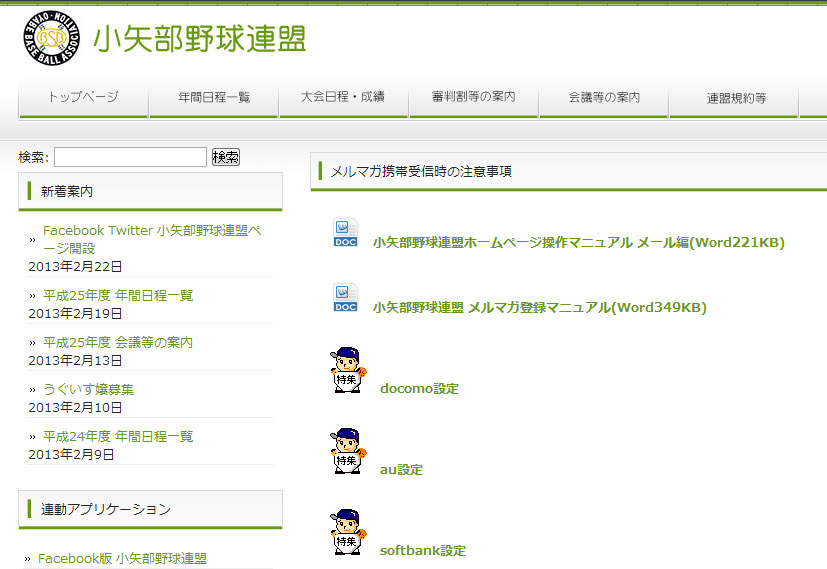 OYABE BASE BALL ASSOCIATION
BSB
小矢部野球連盟
トップページ
年間日程一覧
大会日程・成績
審判割等の案内
会議等の案内
連盟規約等
検索:
検索
新着案内
» Facebook Twitter 小矢部野球連盟ペ
ージ開設
2013年2月22日
» 平成25年度 年間日程一覧
2013年2月19日
» 平成25年度 会議等の案内
2013年2月13日
» うぐいす嬢募集
2013年2月10日
» 平成24年度 年間日程一覧
2013年2月9日
連動アプリケーション
» Facebook版 小矢部野球連盟
メルマガ携帯受信時の注意事項
DOC
小矢部野球連盟ホームページ操作マニュアル メール編(Word221KB)
DOC
小矢部野球連盟 メルマガ登録マニュアル(Word349KB)
特集
docomo設定
特集
au設定
特集
softbank設定